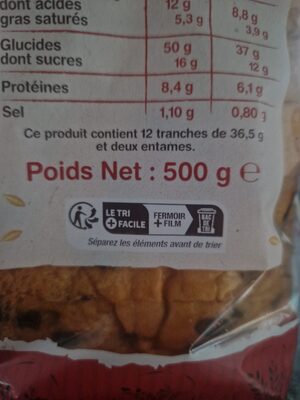 dont acides 12 g 8,8 g
gras saturés 5,3 g 3,9 g
Glucides 50 g 37 g
dont sucres 16 g 12 g
Protéines 8,4 g 6,1 g
Sel 1,10 g 0,80 g
Ce produit contient 12 tranches de 36,5 g
et deux entames.
Poids Net : 500 g e
LE TRI
+ FACILE
FERMOIR
+ FILM
BAC
DE
TRI
Séparez les éléments avant de trier